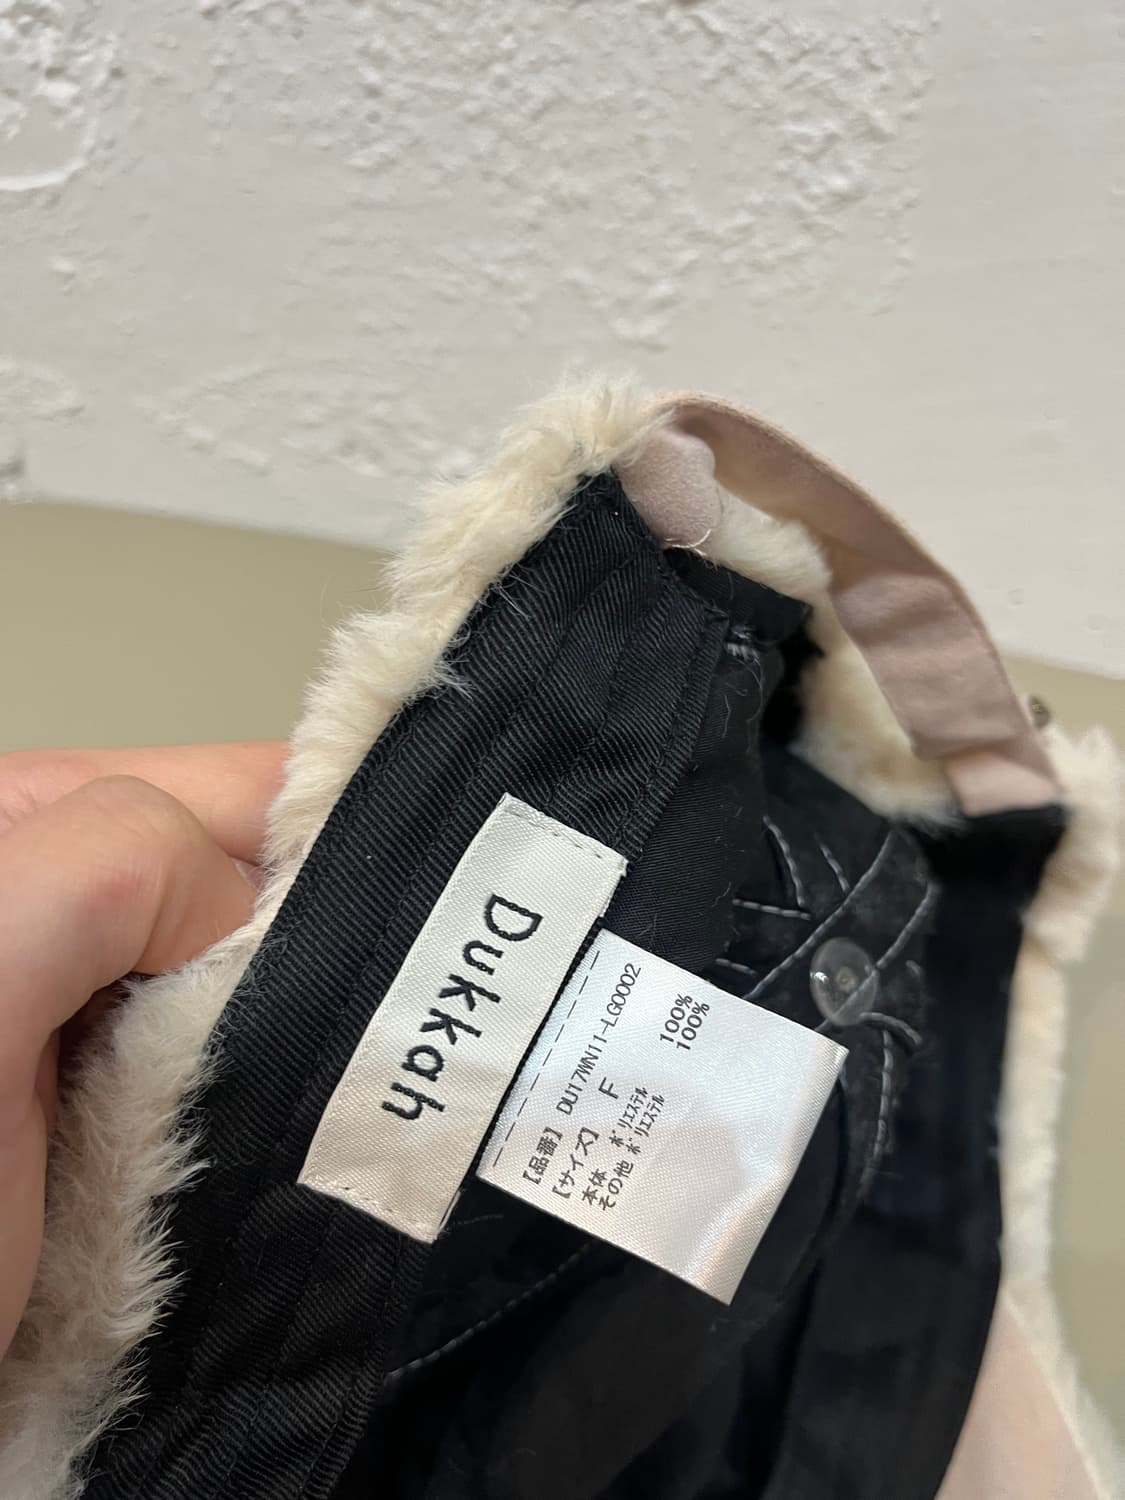 Dukkah
【品番】 DU17WN11-LG0002
【サイズ】 F
本体 ポリエステル 100%
その他 ポリエステル 100%